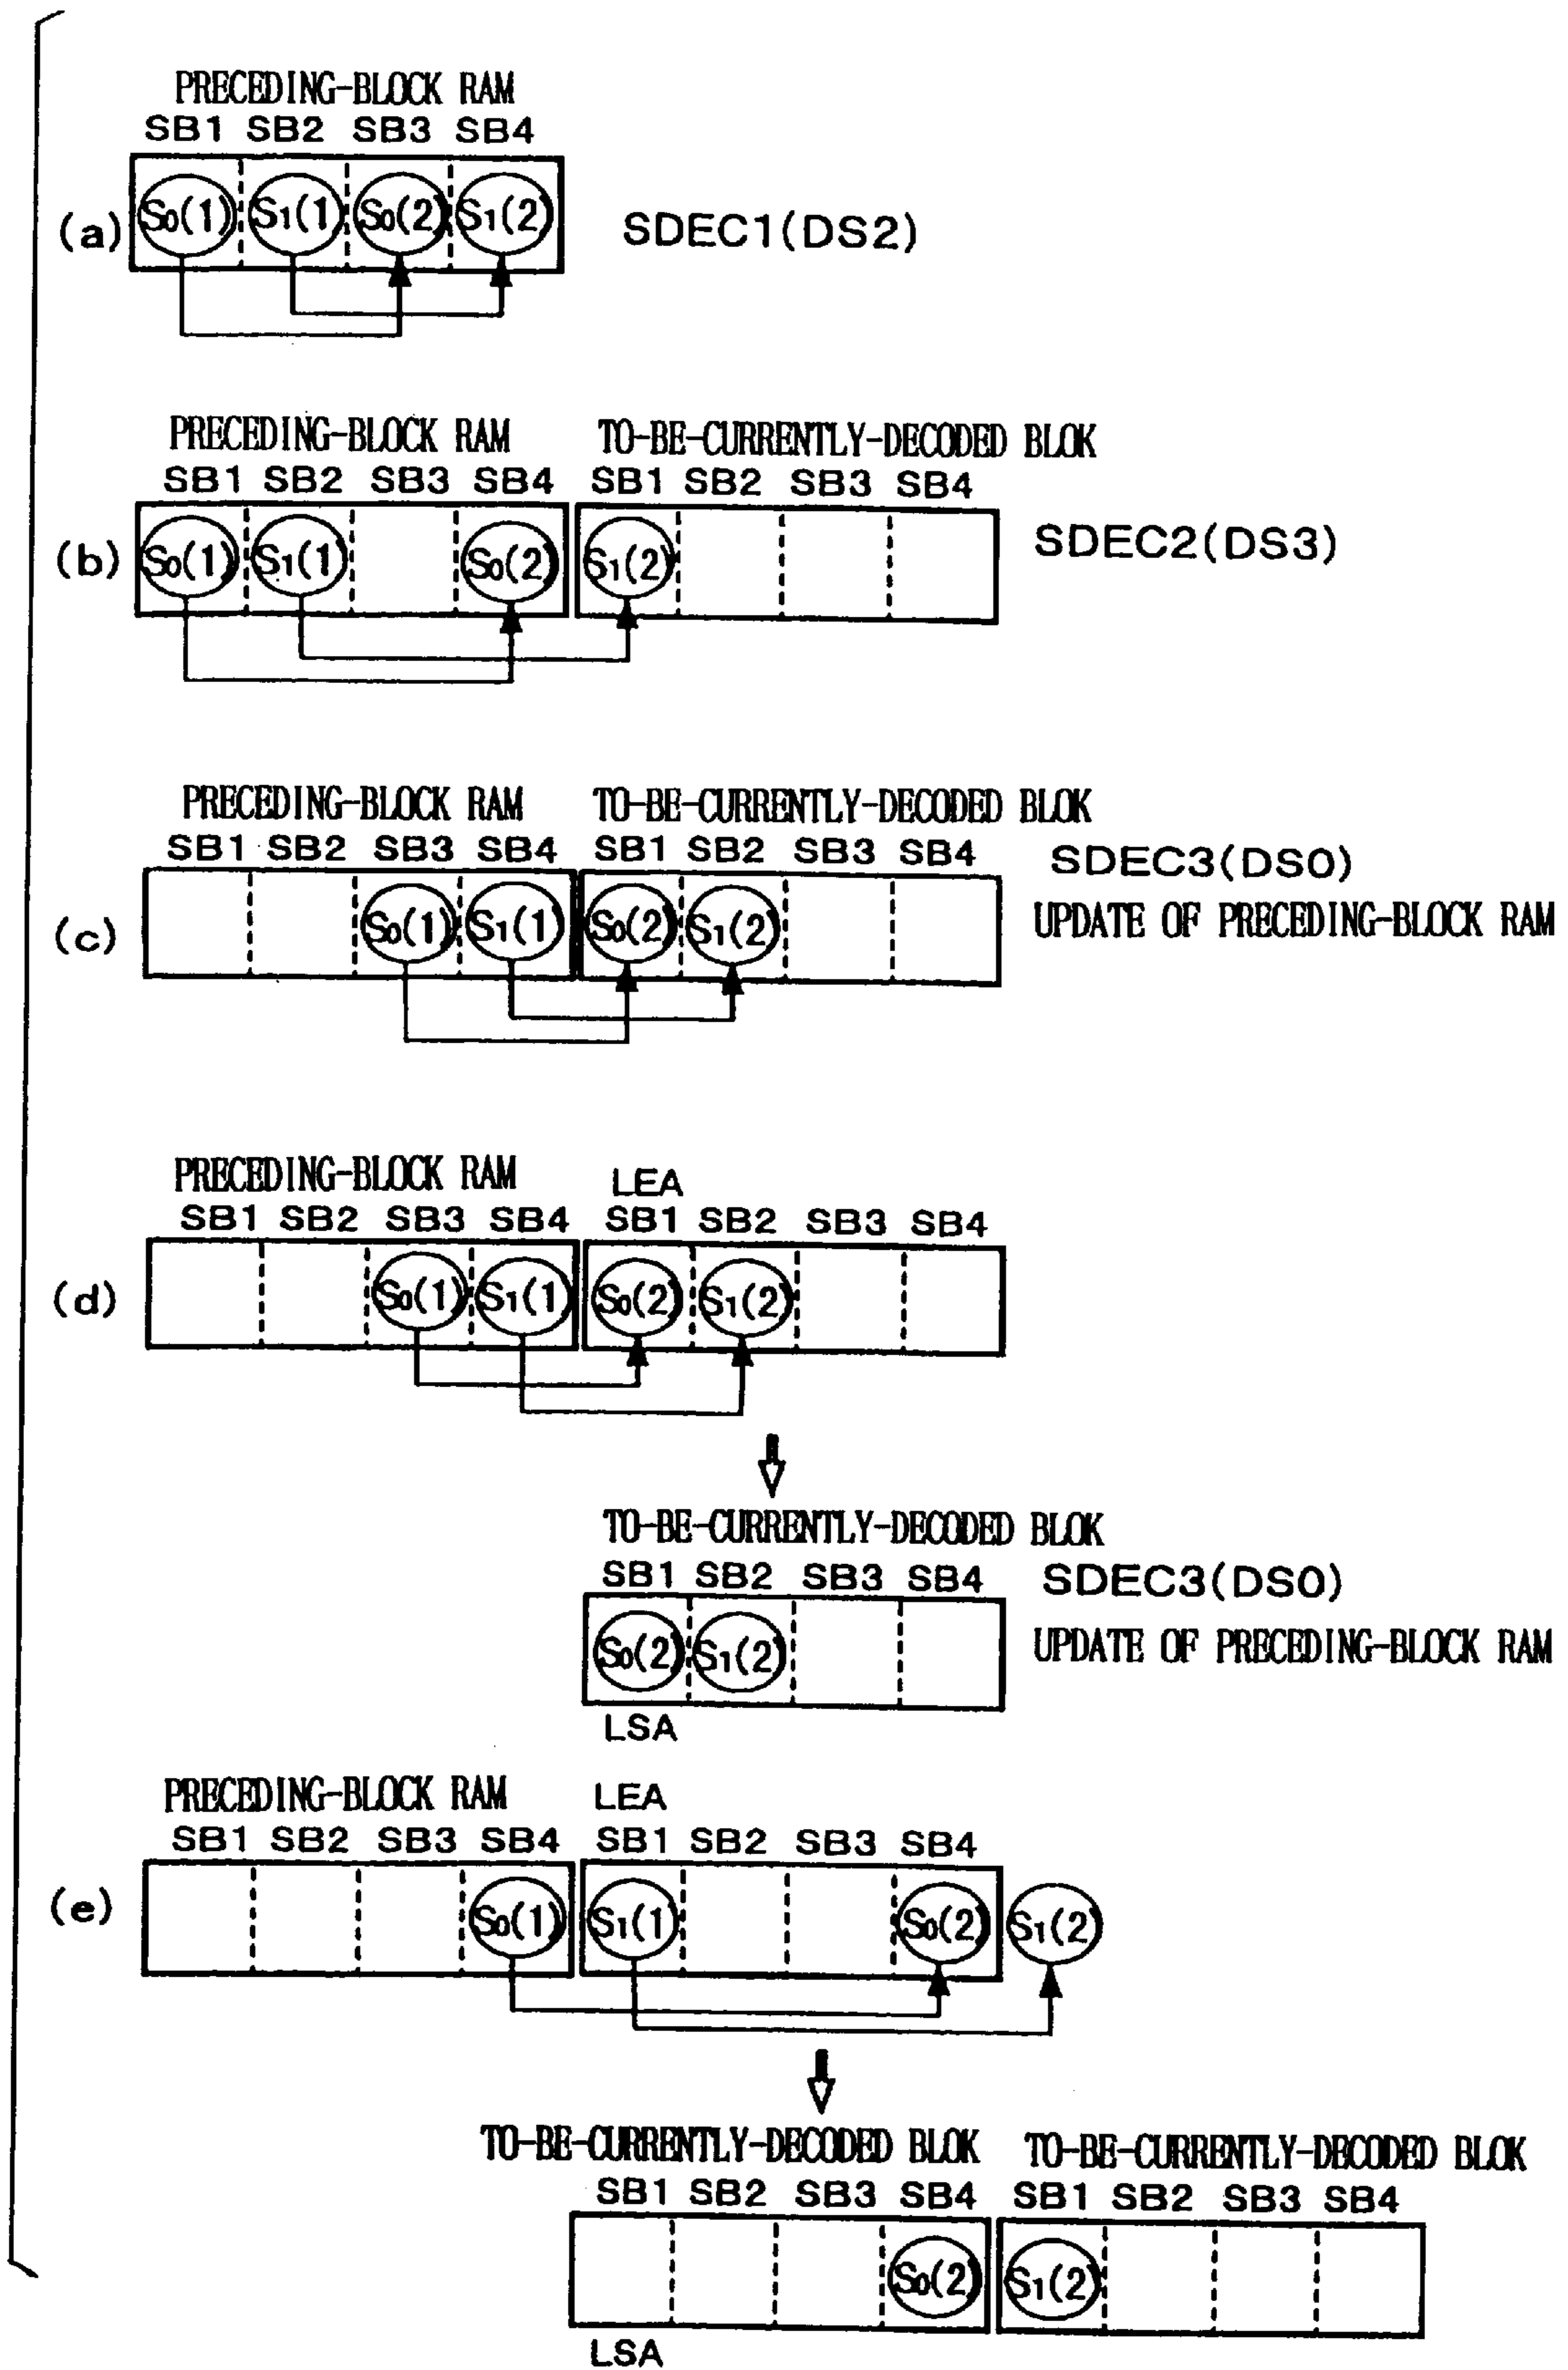 PRECEDING-BLOCK RAM
SB1 SB2 SB3 SB4
(a) S0(1) S1(1) S0(2) S1(2) SDEC1(DS2)
PRECEDING-BLOCK RAM TO-BE-CURRENTLY-DECODED BLOK
SB1 SB2 SB3 SB4 SB1 SB2 SB3 SB4
(b) S0(1) S1(1) S0(2) S1(2) SDEC2(DS3)
PRECEDING-BLOCK RAM TO-BE-CURRENTLY-DECODED BLOK
SB1 SB2 SB3 SB4 SB1 SB2 SB3 SB4 SDEC3(DS0)
(c) S0(1) S1(1) S0(2) S1(2) UPDATE OF PRECEDING-BLOCK RAM
PRECEDING-BLOCK RAM LEA
SB1 SB2 SB3 SB4 SB1 SB2 SB3 SB4
(d) S0(1) S1(1) S0(2) S1(2)
TO-BE-CURRENTLY-DECODED BLOK
SB1 SB2 SB3 SB4 SDEC3(DS0)
S0(2) S1(2) UPDATE OF PRECEDING-BLOCK RAM
LSA
PRECEDING-BLOCK RAM LEA
SB1 SB2 SB3 SB4 SB1 SB2 SB3 SB4
(e) S0(1) S1(1) S0(2) S1(2)
TO-BE-CURRENTLY-DECODED BLOK TO-BE-CURRENTLY-DECODED BLOK
SB1 SB2 SB3 SB4 SB1 SB2 SB3 SB4
S0(2) S1(2)
LSA